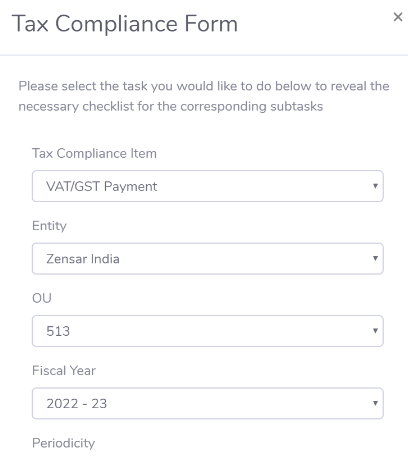 Tax Compliance Form
×
Please select the task you would like to do below to reveal the
necessary checklist for the corresponding subtasks
Tax Compliance Item
VAT/GST Payment
Entity
Zensar India
OU
513
Fiscal Year
2022 - 23
Periodicity